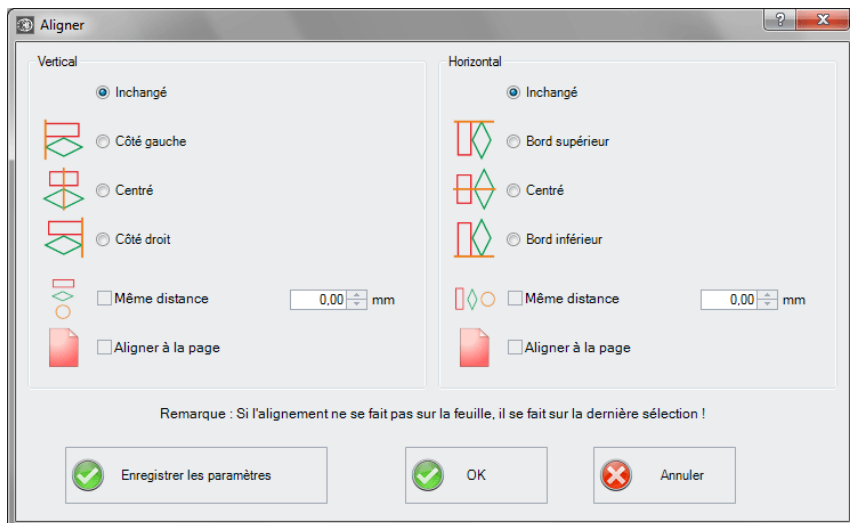 Aligner
?
Vertical
Inchangé
Côté gauche
Centré
Côté droit
Même distance 0,00 mm
Aligner à la page
Horizontal
Inchangé
Bord supérieur
Centré
Bord inférieur
Même distance 0,00 mm
Aligner à la page
Remarque : Si l'alignement ne se fait pas sur la feuille, il se fait sur la dernière sélection !
Enregistrer les paramètres
OK
Annuler